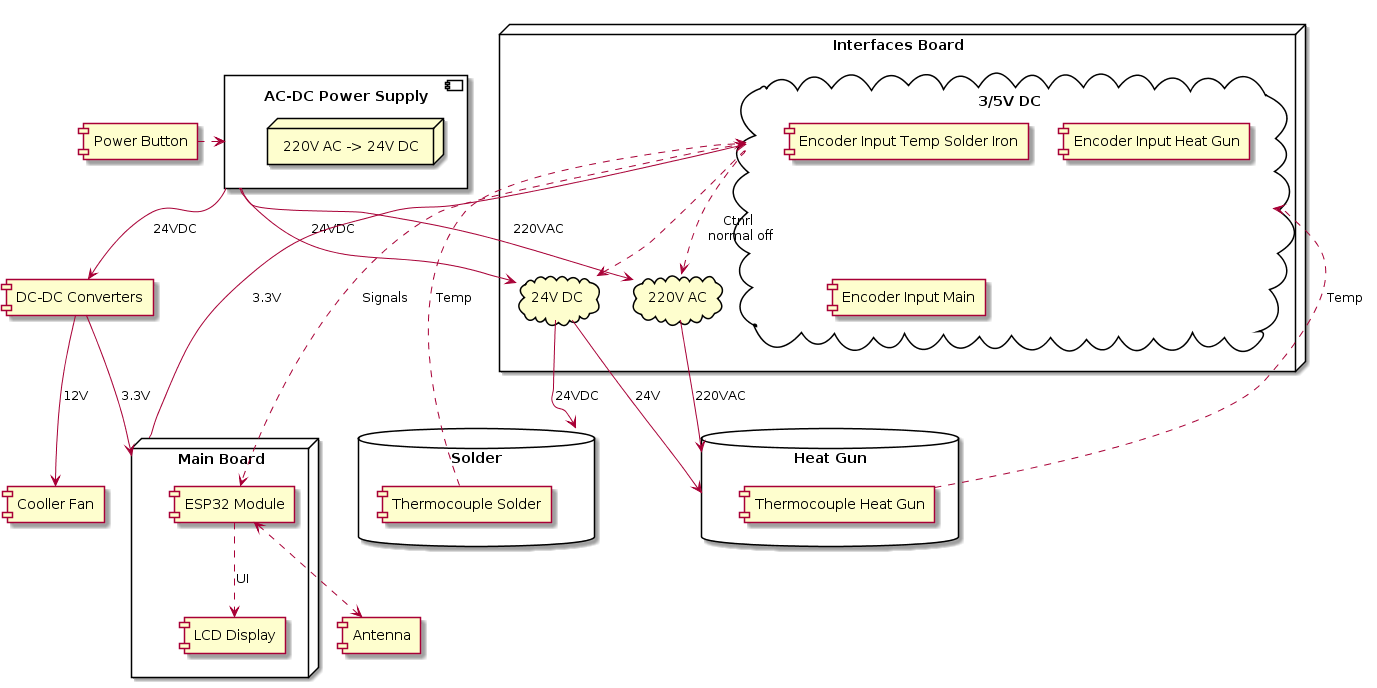 Interfaces Board
AC-DC Power Supply
3/5V DC
Power Button
220V AC -> 24V DC
Encoder Input Temp Solder Iron
Encoder Input Heat Gun
24VDC
24VDC
220VAC
Ctnrl
normal off
DC-DC Converters
3.3V
Signals
Temp
24V DC
220V AC
Encoder Input Main
Temp
12V
3.3V
24VDC
24V
220VAC
Main Board
Solder
Heat Gun
Cooller Fan
ESP32 Module
Thermocouple Solder
Thermocouple Heat Gun
UI
LCD Display
Antenna